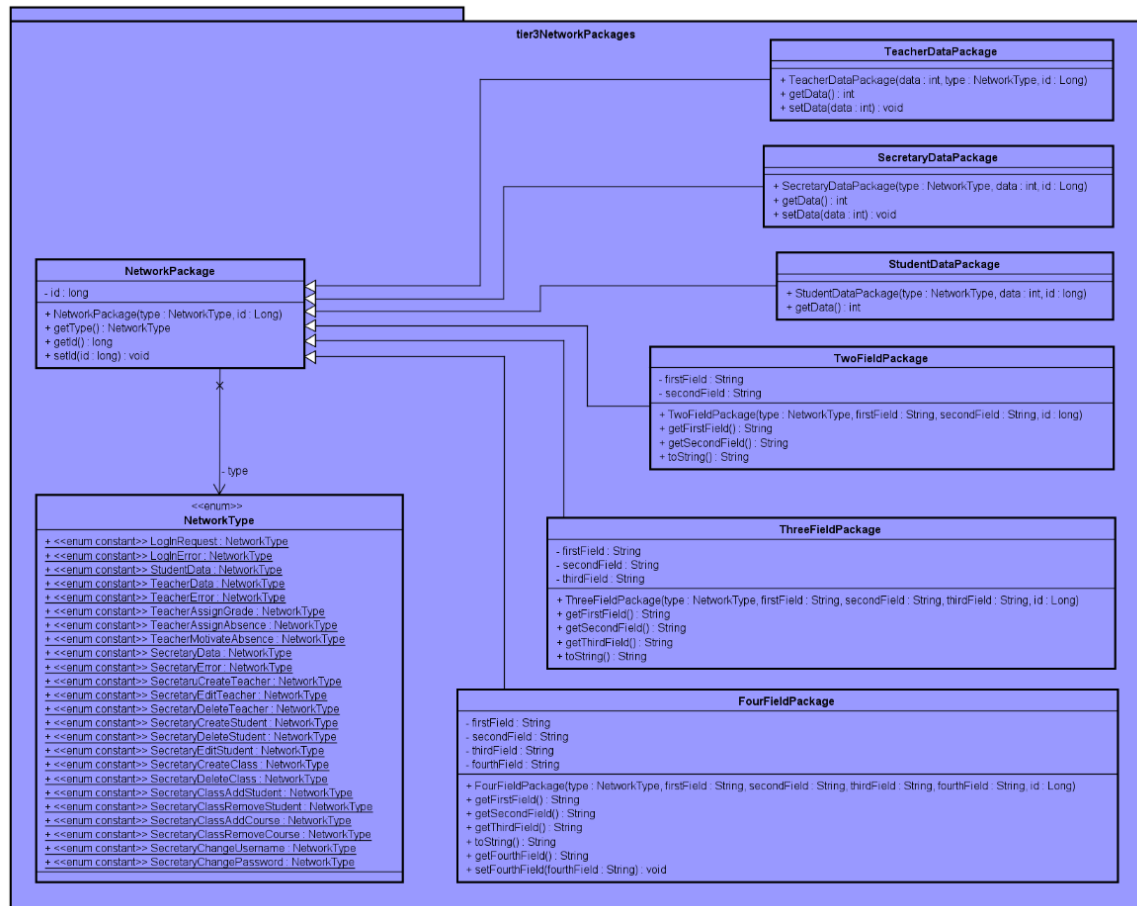 tier3NetworkPackages
TeacherDataPackage
+ TeacherDataPackage(data : int, type : NetworkType, id : Long)
+ getData() : int
+ setData(data : int) : void
SecretaryDataPackage
+ SecretaryDataPackage(type : NetworkType, data : int, id : Long)
+ getData() : int
+ setData(data : int) : void
StudentDataPackage
+ StudentDataPackage(type : NetworkType, data : int, id : long)
+ getData() : int
NetworkPackage
- id : long
+ NetworkPackage(type : NetworkType, id : Long)
+ getType() : NetworkType
+ getId() : long
+ setId(id : long) : void
TwoFieldPackage
- firstField : String
- secondField : String
+ TwoFieldPackage(type : NetworkType, firstField : String, secondField : String, id : long)
+ getFirstField() : String
+ getSecondField() : String
+ toString() : String
- type
<<enum>>
NetworkType
+ <<enum constant>> LogInRequest : NetworkType
+ <<enum constant>> LogInError : NetworkType
+ <<enum constant>> StudentData : NetworkType
+ <<enum constant>> TeacherData : NetworkType
+ <<enum constant>> TeacherError : NetworkType
+ <<enum constant>> TeacherAssignGrade : NetworkType
+ <<enum constant>> TeacherAssignAbsence : NetworkType
+ <<enum constant>> TeacherMotivateAbsence : NetworkType
+ <<enum constant>> SecretaryData : NetworkType
+ <<enum constant>> SecretaryError : NetworkType
+ <<enum constant>> SecretaruCreateTeacher : NetworkType
+ <<enum constant>> SecretaryEditTeacher : NetworkType
+ <<enum constant>> SecretaryDeleteTeacher : NetworkType
+ <<enum constant>> SecretaryCreateStudent : NetworkType
+ <<enum constant>> SecretaryDeleteStudent : NetworkType
+ <<enum constant>> SecretaryEditStudent : NetworkType
+ <<enum constant>> SecretaryCreateClass : NetworkType
+ <<enum constant>> SecretaryDeleteClass : NetworkType
+ <<enum constant>> SecretaryClassAddStudent : NetworkType
+ <<enum constant>> SecretaryClassRemoveStudent : NetworkType
+ <<enum constant>> SecretaryClassAddCourse : NetworkType
+ <<enum constant>> SecretaryClassRemoveCourse : NetworkType
+ <<enum constant>> SecretaryChangeUsername : NetworkType
+ <<enum constant>> SecretaryChangePassword : NetworkType
ThreeFieldPackage
- firstField : String
- secondField : String
- thirdField : String
+ ThreeFieldPackage(type : NetworkType, firstField : String, secondField : String, thirdField : String, id : Long)
+ getFirstField() : String
+ getSecondField() : String
+ getThirdField() : String
+ toString() : String
FourFieldPackage
- firstField : String
- secondField : String
- thirdField : String
- fourthField : String
+ FourFieldPackage(type : NetworkType, firstField : String, secondField : String, thirdField : String, fourthField : String, id : Long)
+ getFirstField() : String
+ getSecondField() : String
+ getThirdField() : String
+ toString() : String
+ getFourthField() : String
+ setFourthField(fourthField : String) : void